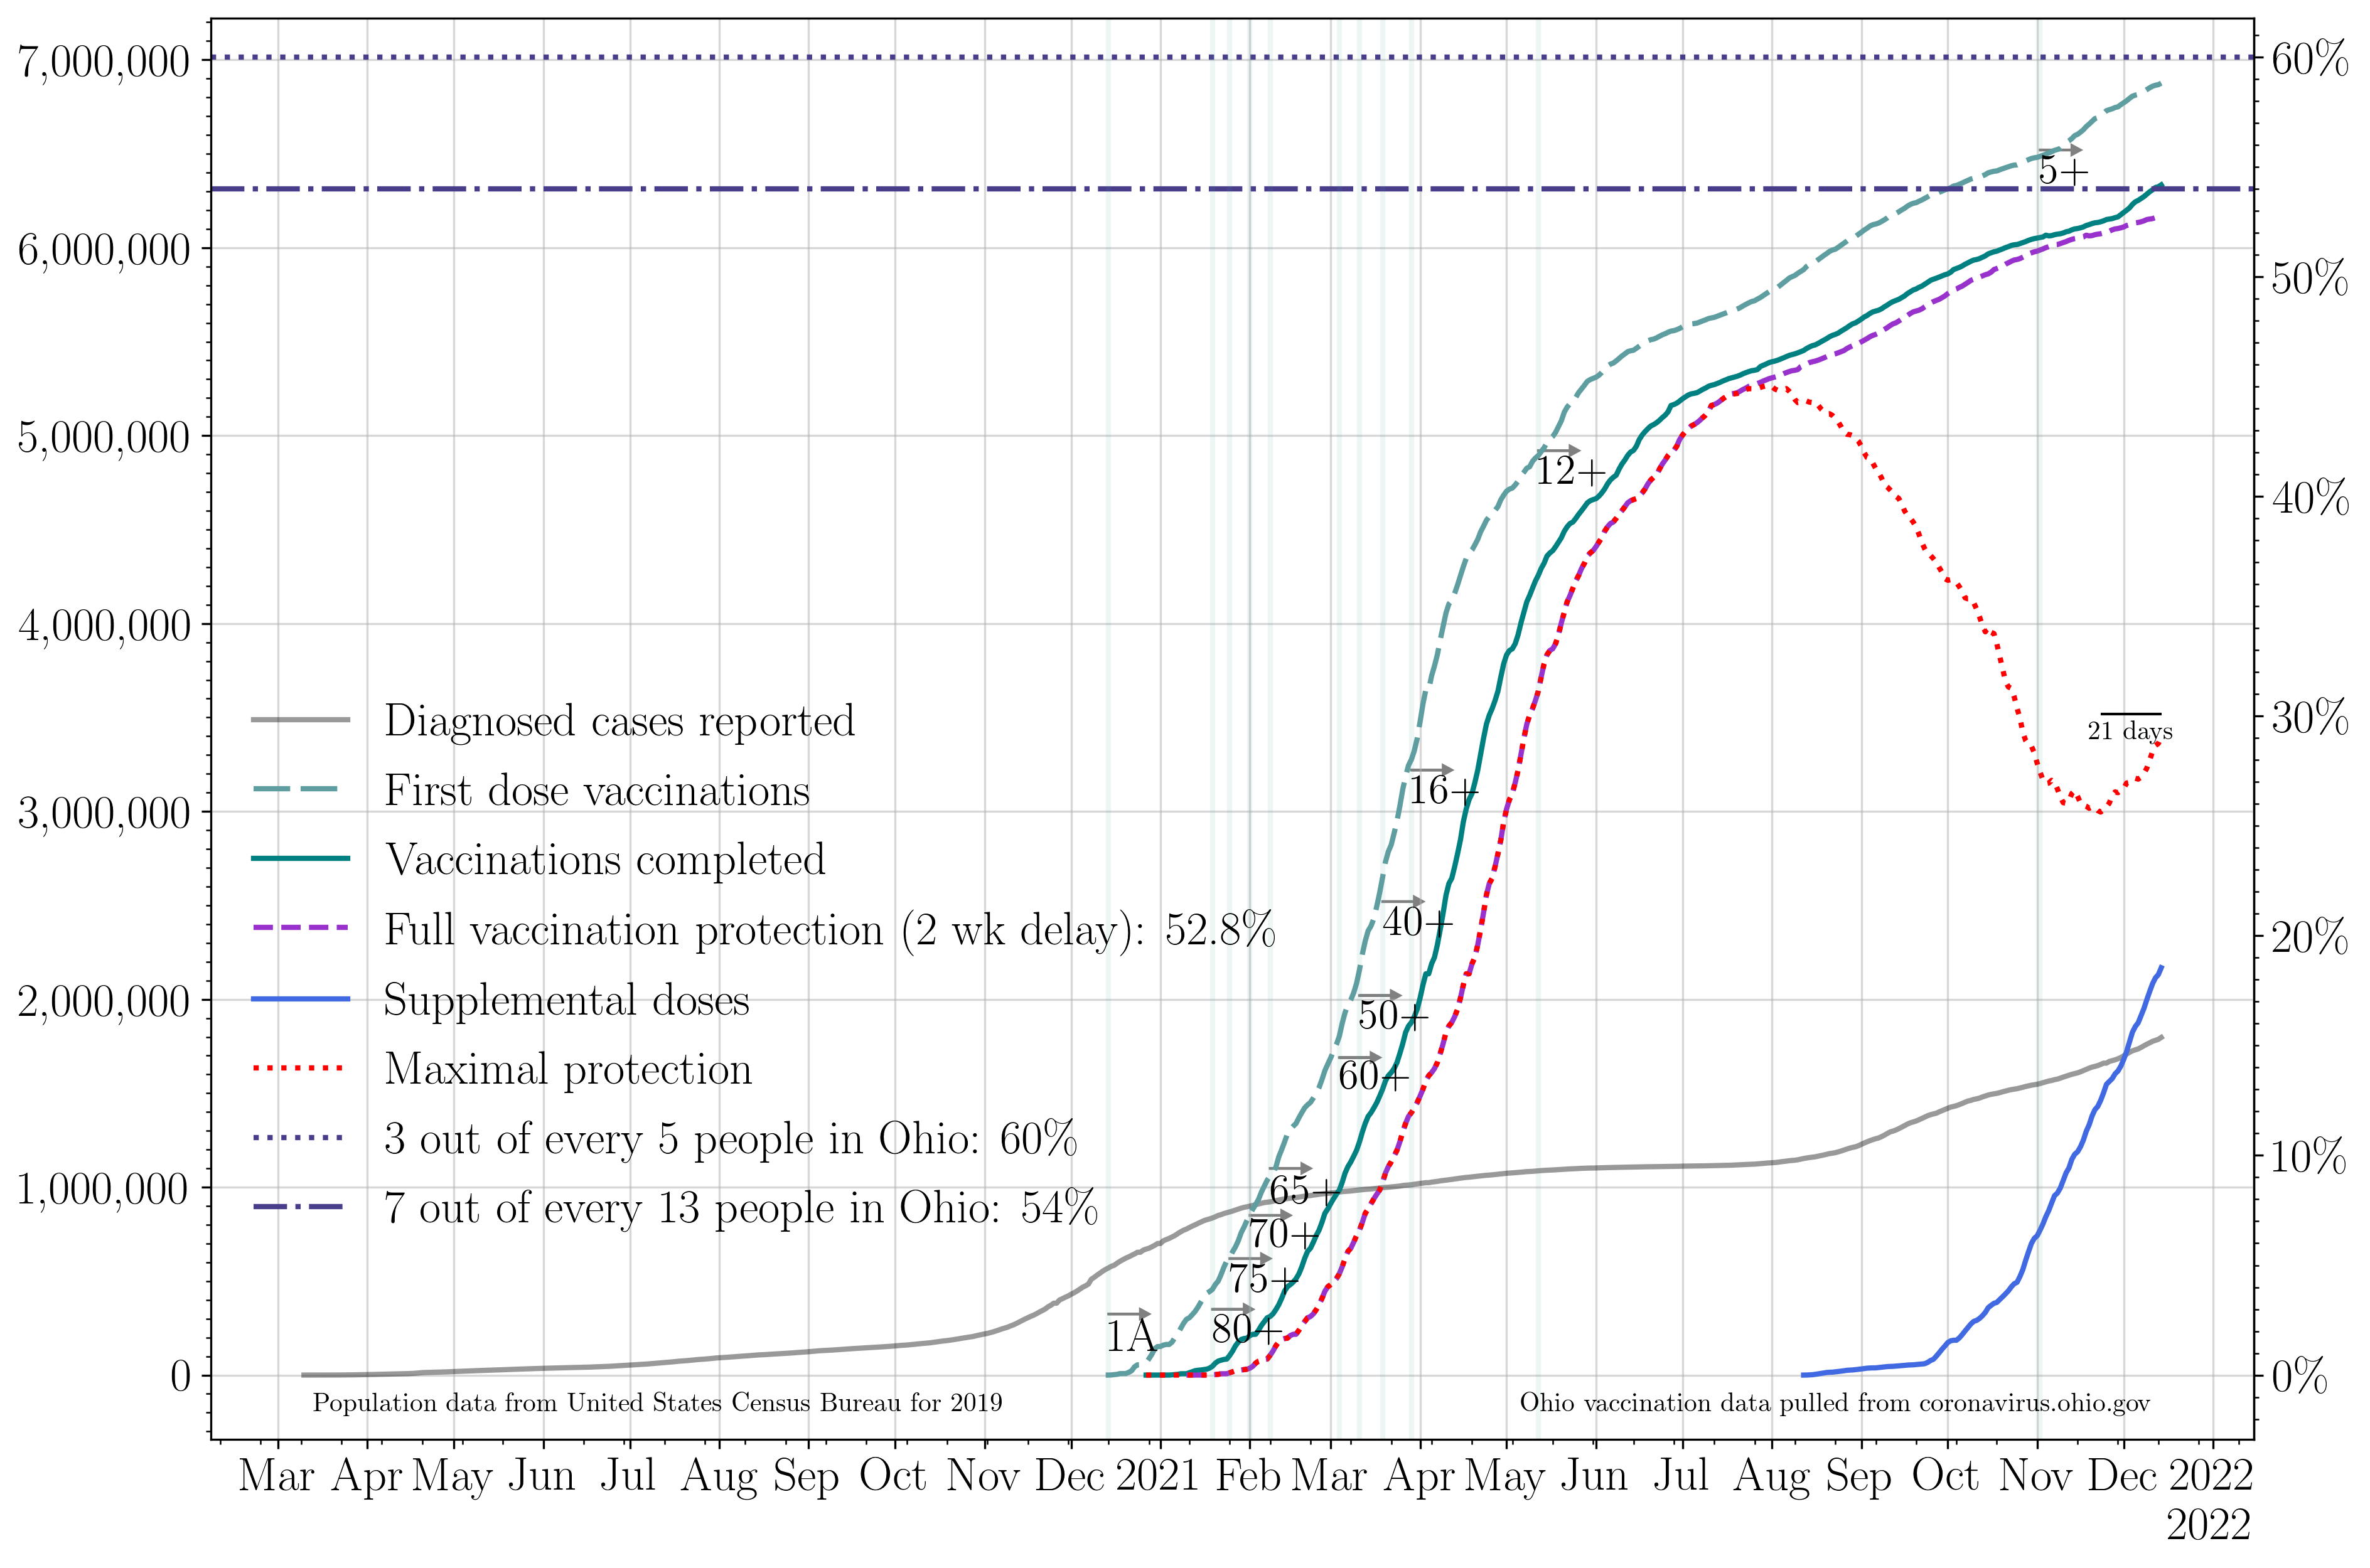 7,000,000
6,000,000
5,000,000
4,000,000
3,000,000
2,000,000
1,000,000
0
60%
50%
40%
30%
20%
10%
0%
Diagnosed cases reported
First dose vaccinations
Vaccinations completed
Full vaccination protection (2 wk delay): 52.8%
Supplemental doses
Maximal protection
3 out of every 5 people in Ohio: 60%
7 out of every 13 people in Ohio: 54%
5+
12+
21 days
16+
40+
50+
60+
65+
70+
75+
80+
1A
Population data from United States Census Bureau for 2019
Ohio vaccination data pulled from coronavirus.ohio.gov
Mar Apr May Jun Jul Aug Sep Oct Nov Dec 2021 Feb Mar Apr May Jun Jul Aug Sep Oct Nov Dec 2022
2022